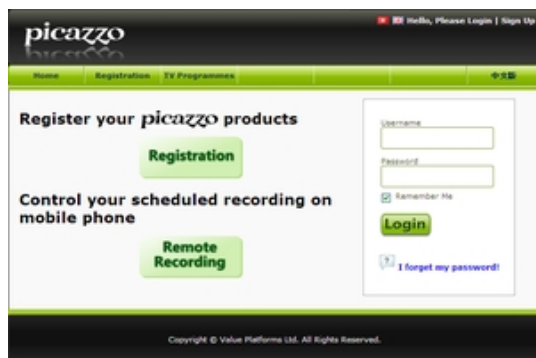 picazzo
Hello, Please Login | Sign Up
Home Registration TV Programmes 中文版
Register your picazzo products
Registration
Control your scheduled recording on
mobile phone
Remote
Recording
Username
Password
Remember Me
Login
I forget my password!
Copyright © Value Platforms Ltd. All Rights Reserved.